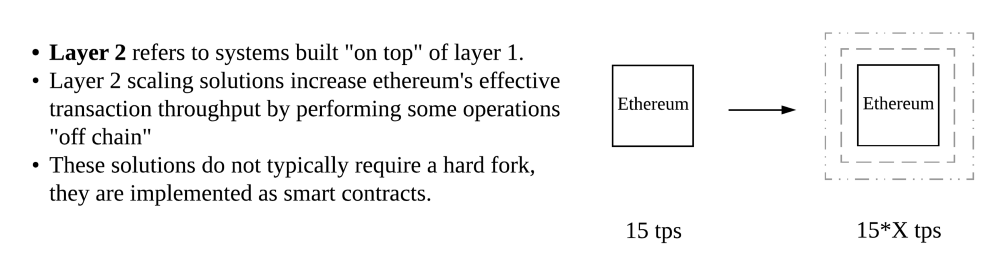 • Layer 2 refers to systems built "on top" of layer 1.
• Layer 2 scaling solutions increase ethereum's effective
transaction throughput by performing some operations
"off chain"
• These solutions do not typically require a hard fork,
they are implemented as smart contracts.
Ethereum
Ethereum
15 tps
15*X tps